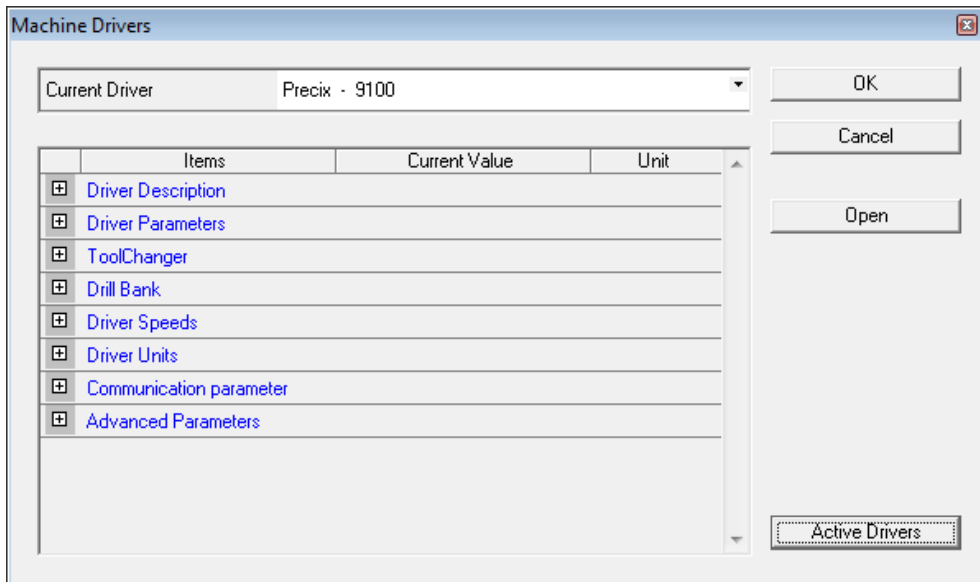 Machine Drivers
Current Driver Precix - 9100
OK
Cancel
Items Current Value Unit
Driver Description
Driver Parameters
Open
ToolChanger
Drill Bank
Driver Speeds
Driver Units
Communication parameter
Advanced Parameters
Active Drivers